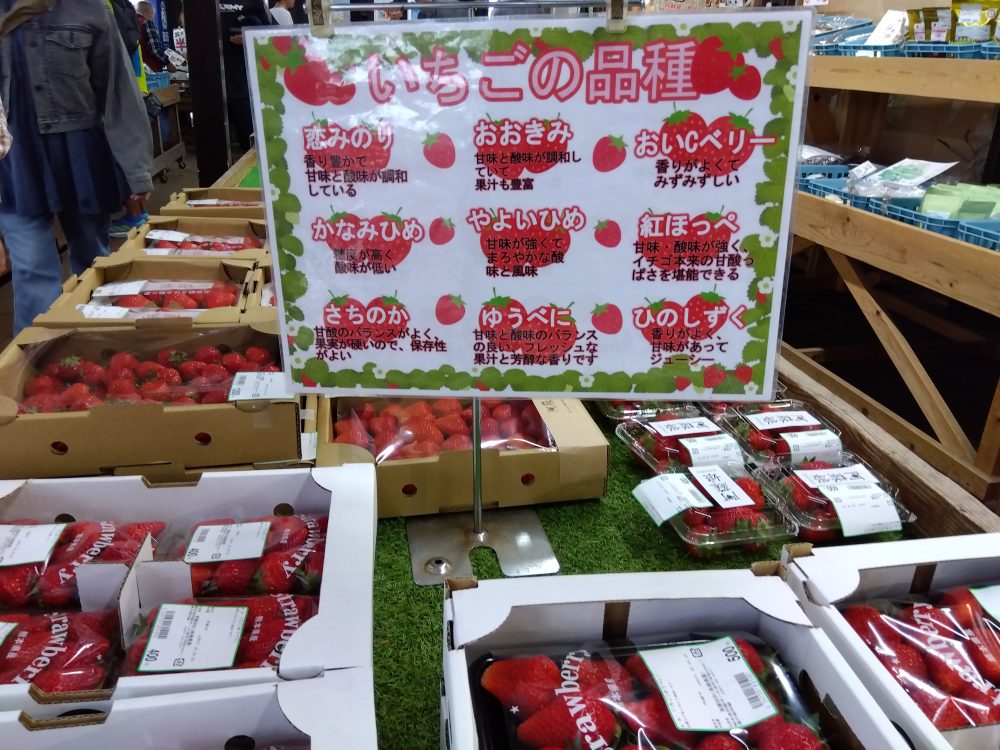 いちごの品種
恋みのり
香り豊かで
甘味と酸味が調和
している
おおきみ
甘味と酸味が調和し
ていて
果汁も豊富
おいCベリー
香りがよくて
みずみずしい
かなみひめ
糖度が高く
酸味が低い
やよいひめ
甘味が強くて
まろやかな酸
味と風味
紅ほっぺ
甘味・酸味が強く、
イチゴ本来の甘酸っ
ぱさを堪能できる
さちのか
甘酸のバランスがよく、
果実が硬いので、保存性
がよい
ゆうべに
甘味と酸味のバランス
の良い、フレッシュな
果汁と芳醇な香りです
ひのしずく
香りがよく、
甘味があって
ジューシー
ARMY
Strawberry
400
400
500
熊本県産